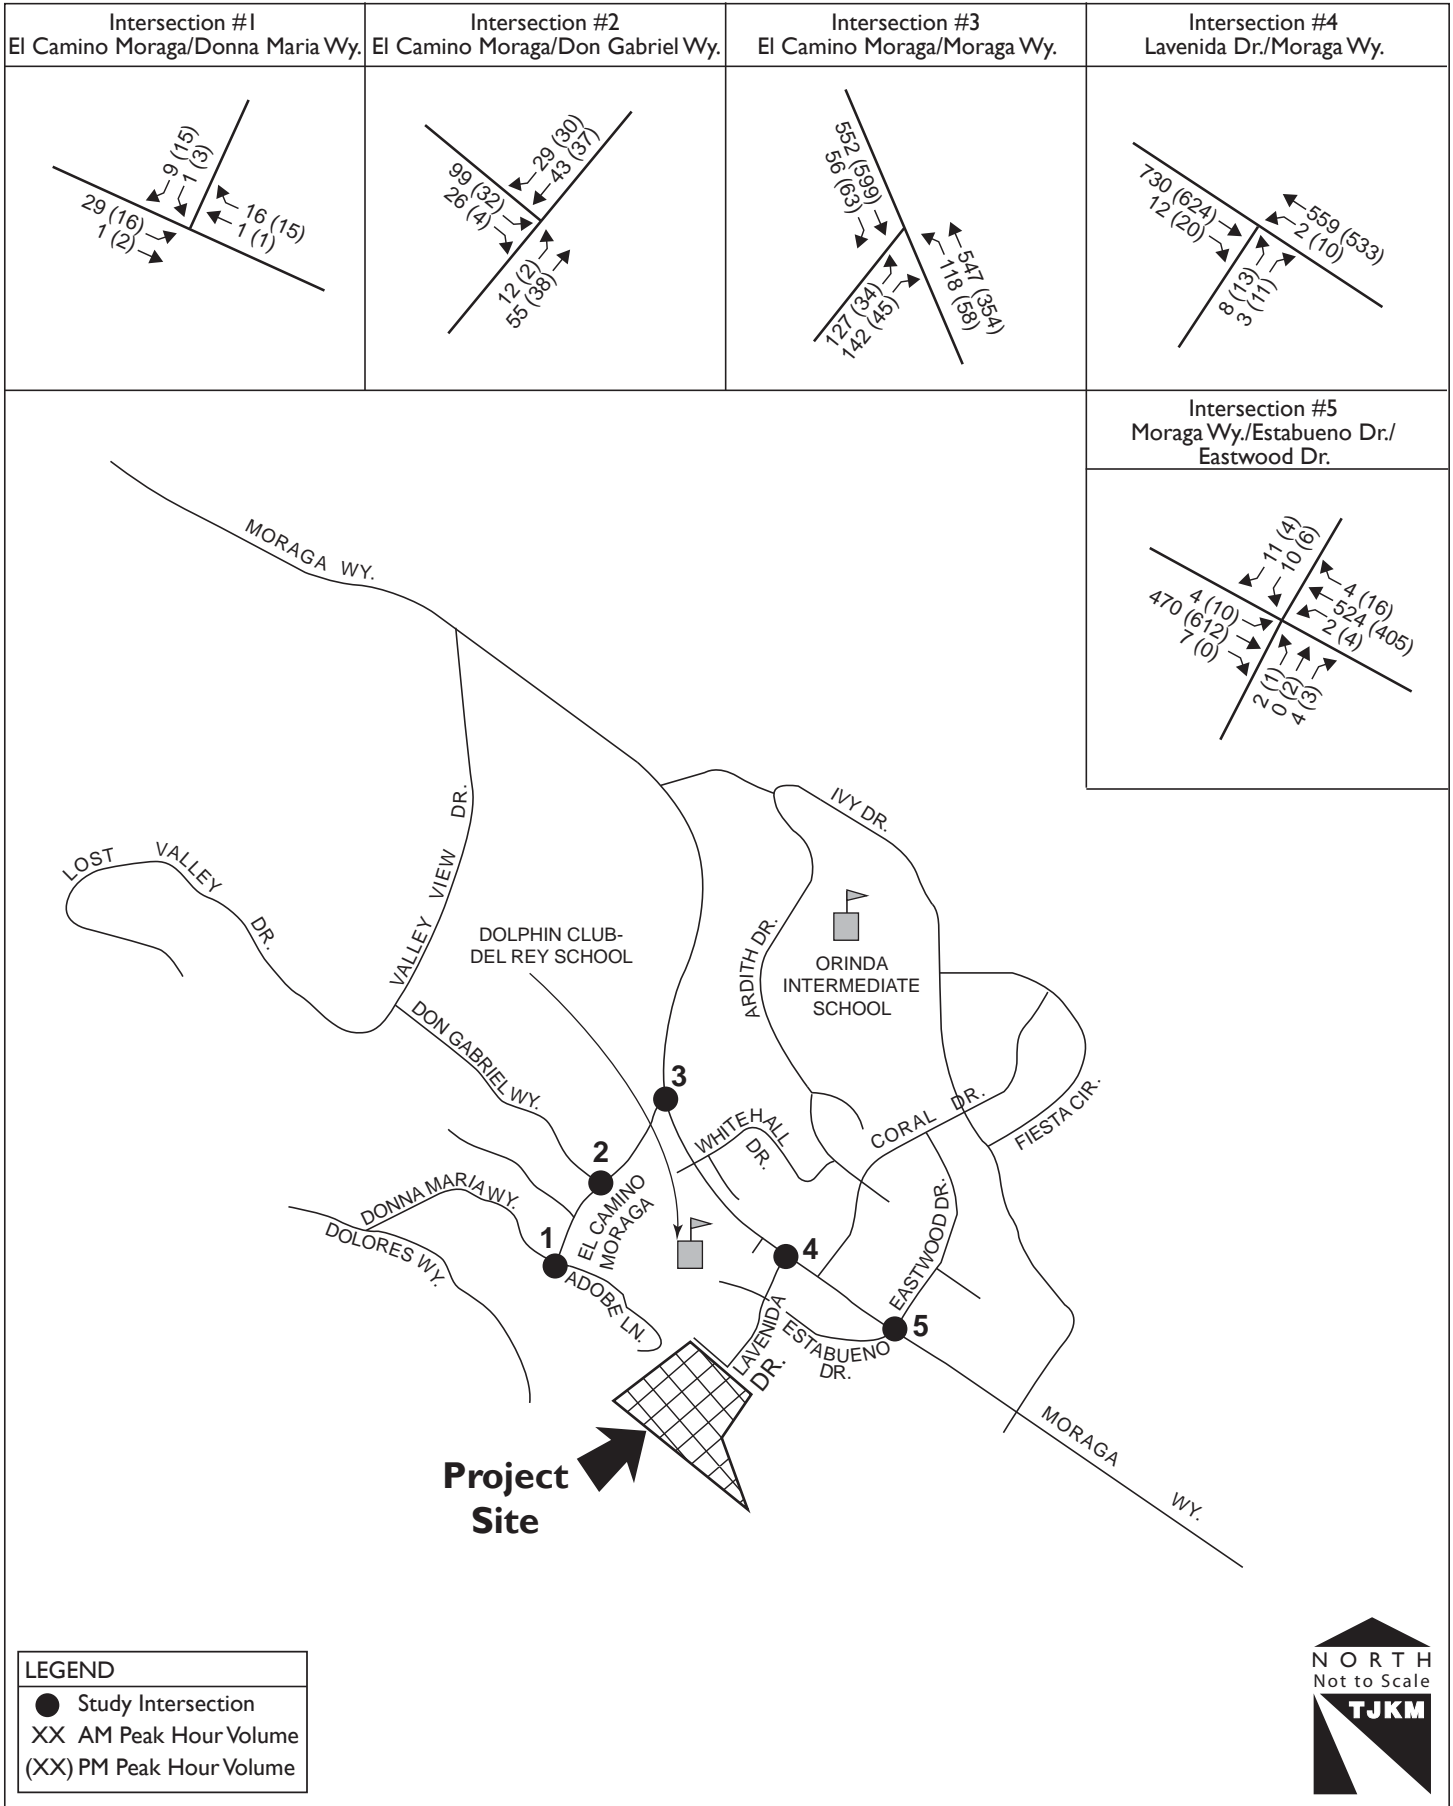 Intersection #1
El Camino Moraga/Donna Maria Wy.
Intersection #2
El Camino Moraga/Don Gabriel Wy.
Intersection #3
El Camino Moraga/Moraga Wy.
Intersection #4
Lavenida Dr./Moraga Wy.
9 (15)
1 (3)
29 (16)
1 (2)
16 (15)
1 (1)
29 (30)
43 (37)
99 (32)
26 (4)
12 (2)
55 (38)
552 (599)
56 (63)
547 (354)
118 (58)
127 (34)
142 (45)
730 (624)
12 (20)
559 (533)
2 (10)
8 (13)
3 (11)
Intersection #5
Moraga Wy./Estabueno Dr./
Eastwood Dr.
11 (4)
10 (6)
4 (10)
470 (612)
7 (0)
4 (16)
524 (405)
2 (4)
2 (1)
0 (2)
4 (3)
MORAGA WY.
VALLEY VIEW DR.
LOST VALLEY DR.
IVY DR.
DOLPHIN CLUB-
DEL REY SCHOOL
ARDITH DR.
ORINDA
INTERMEDIATE
SCHOOL
DON GABRIEL WY.
3
WHITEHALL
DR.
CORAL DR.
FIESTA CIR.
2
DONNA MARIA WY.
DOLORES WY.
EL CAMINO
MORAGA
1
ADOBE LN.
4
EASTWOOD DR.
5
LAVENIDA
DR.
ESTABUENO
DR.
MORAGA WY.
Project
Site
LEGEND
Study Intersection
XX AM Peak Hour Volume
(XX) PM Peak Hour Volume
NORTH
Not to Scale
TJKM